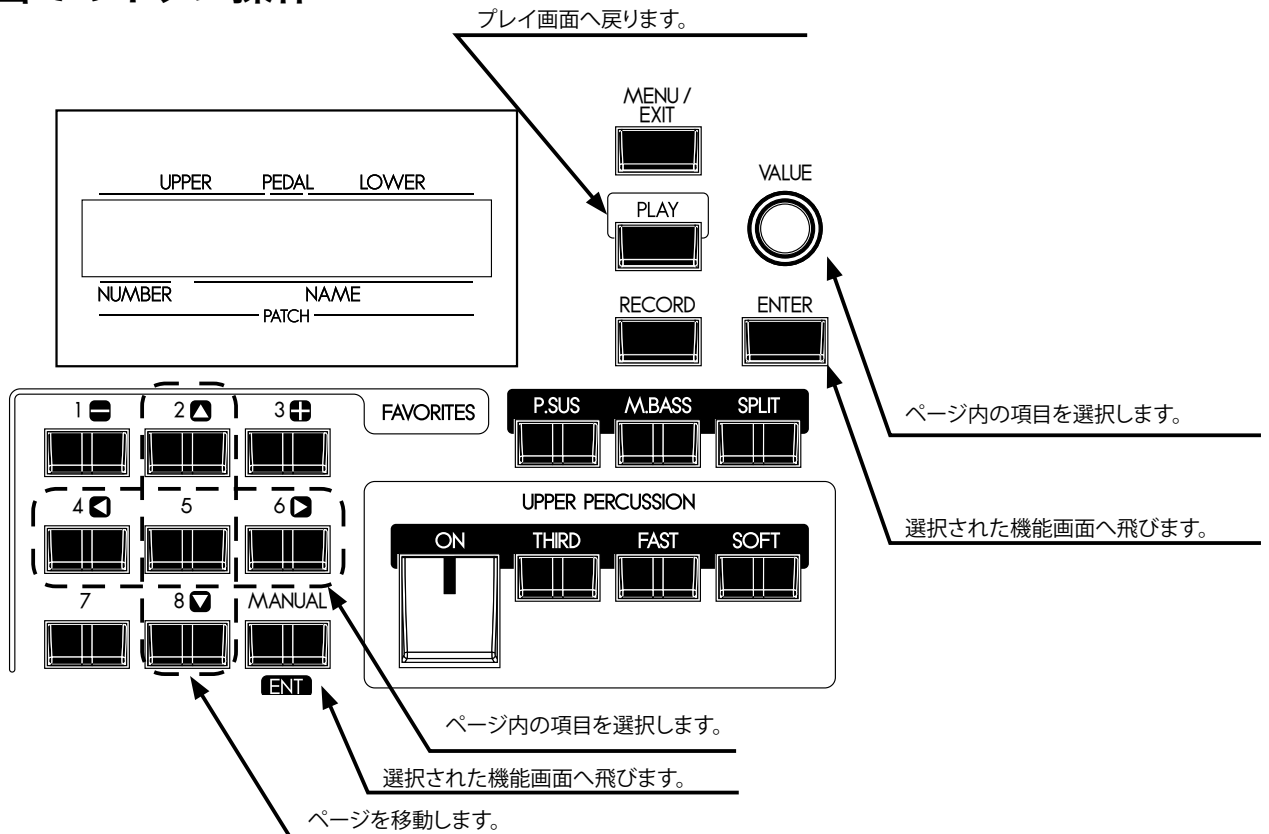 プレイ画面へ戻ります。
MENU /
EXIT
VALUE
UPPER PEDAL LOWER
PLAY
NUMBER NAME
PATCH
RECORD ENTER
1 2 3 FAVORITES P.SUS M.BASS SPLIT
ページ内の項目を選択します。
4 5 6 UPPER PERCUSSION
選択された機能画面へ飛びます。
ON THIRD FAST SOFT
7 8 MANUAL
ENT
ページ内の項目を選択します。
選択された機能画面へ飛びます。
ページを移動します。